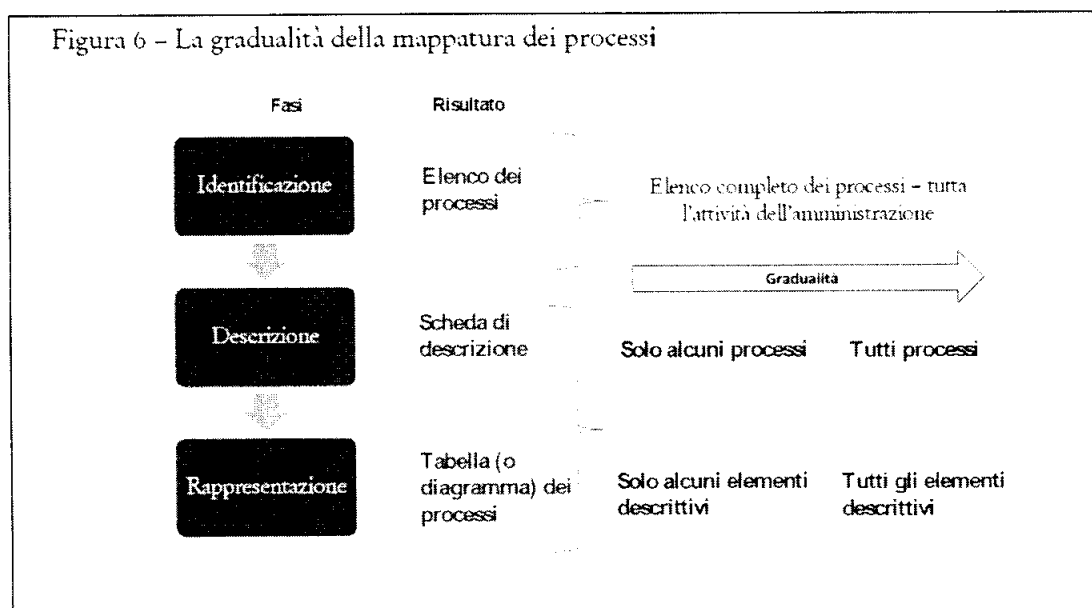 Figura 6 – La gradualità della mappatura dei processi
Fasi
Risultato
Identificazione
Elenco dei
processi
Elenco completo dei processi – tutta
l'attività dell'amministrazione
Gradualità
Descrizione
Scheda di
descrizione
Solo alcuni processi
Tutti processi
Rappresentazione
Tabella (o
diagramma) dei
processi
Solo alcuni elementi
descrittivi
Tutti gli elementi
descrittivi